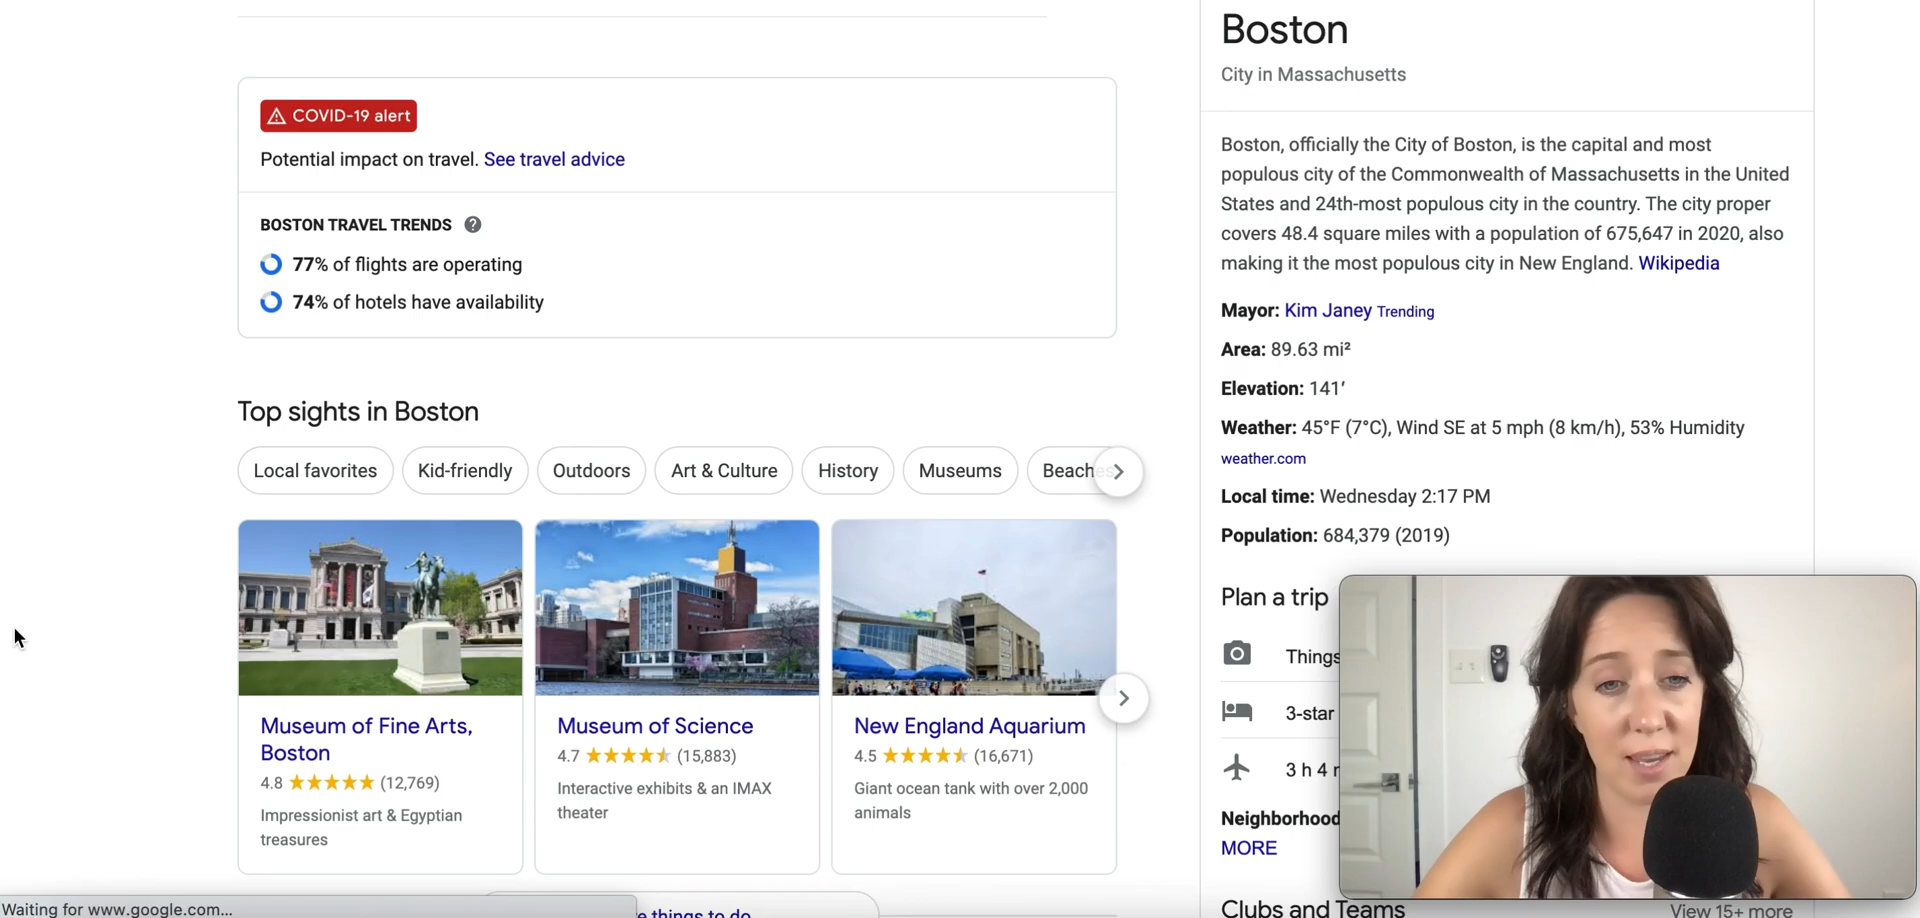 COVID-19 alert
Potential impact on travel. See travel advice
BOSTON TRAVEL TRENDS
77% of flights are operating
74% of hotels have availability
Top sights in Boston
Local favorites
Kid-friendly
Outdoors
Art & Culture
History
Museums
Beaches
Museum of Fine Arts,
Boston
4.8 (12,769)
Impressionist art & Egyptian
treasures
Museum of Science
4.7 (15,883)
Interactive exhibits & an IMAX
theater
New England Aquarium
4.5 (16,671)
Giant ocean tank with over 2,000
animals
things to do
Waiting for www.google.com...
Boston
City in Massachusetts
Boston, officially the City of Boston, is the capital and most
populous city of the Commonwealth of Massachusetts in the United
States and 24th-most populous city in the country. The city proper
covers 48.4 square miles with a population of 675,647 in 2020, also
making it the most populous city in New England. Wikipedia
Mayor: Kim Janey Trending
Area: 89.63 mi²
Elevation: 141′
Weather: 45°F (7°C), Wind SE at 5 mph (8 km/h), 53% Humidity
weather.com
Local time: Wednesday 2:17 PM
Population: 684,379 (2019)
Plan a trip
Things
3-star
3 h 4
Neighborhood
MORE
Clubs and Teams
View 15+ more